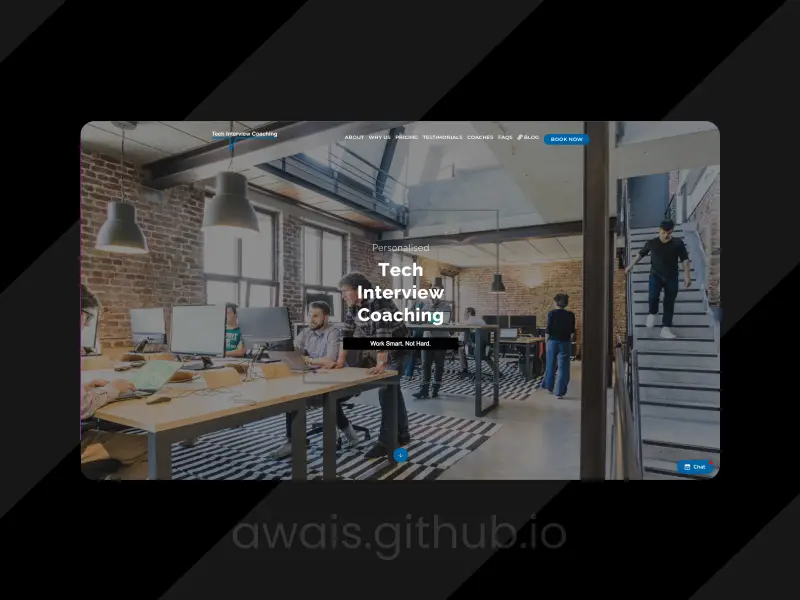 Tech Interview Coaching
ABOUT WHY US PRICING TESTIMONIALS COACHES FAQS BLOG BOOK NOW
Personalised
Tech
Interview
Coaching
Work Smart. Not Hard.
Chat
awais.github.io